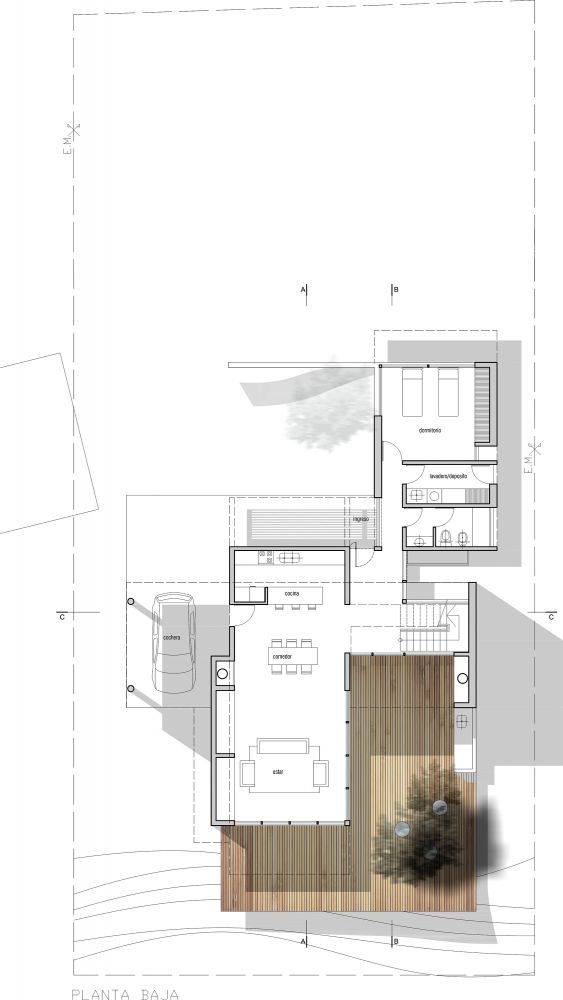 PLANTA BAJA
C
E.M.
cochera
estar
comedor
cocina
A
A
ingreso
B
B
lavadero/depósito
dormitorio
E.M.
C